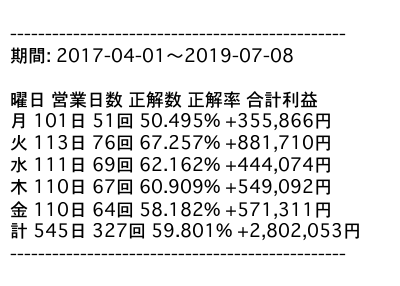 ------------------------------------------------
期間: 2017-04-01～2019-07-08
曜日 営業日数 正解数 正解率 合計利益
月 101日 51回 50.495% +355,866円
火 113日 76回 67.257% +881,710円
水 111日 69回 62.162% +444,074円
木 110日 67回 60.909% +549,092円
金 110日 64回 58.182% +571,311円
計 545日 327回 59.801% +2,802,053円
------------------------------------------------